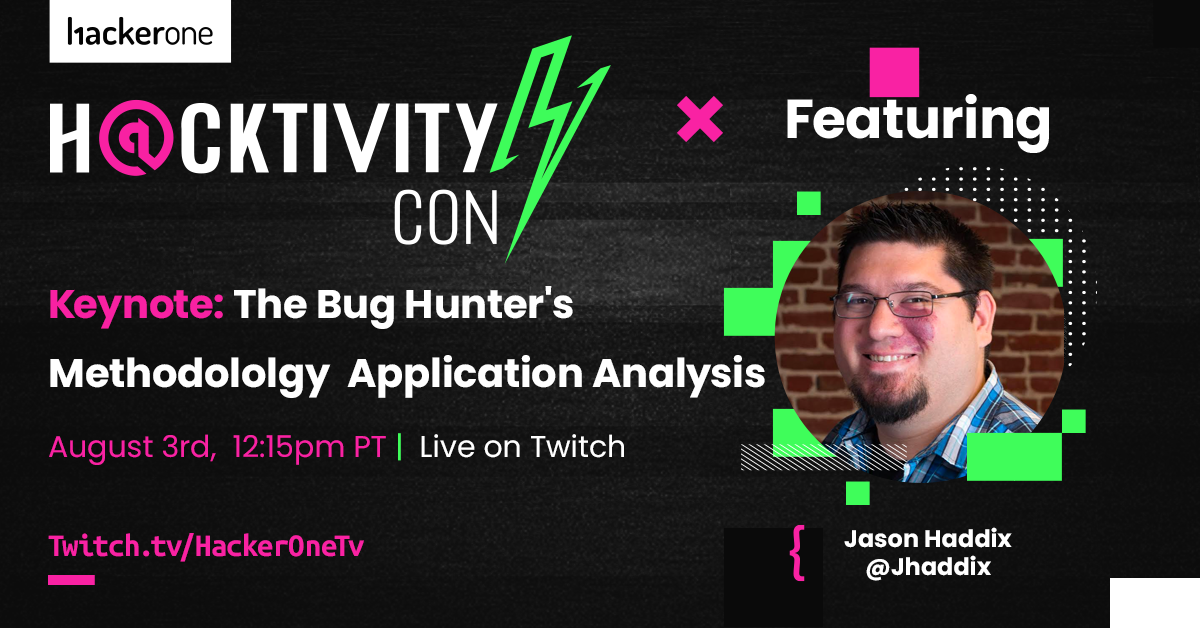 hackerone
H@CKTIVITY
CON
Featuring
Keynote: The Bug Hunter's
Methodololgy Application Analysis
August 3rd, 12:15pm PT | Live on Twitch
Twitch.tv/HackerOneTv
{ Jason Haddix
@Jhaddix